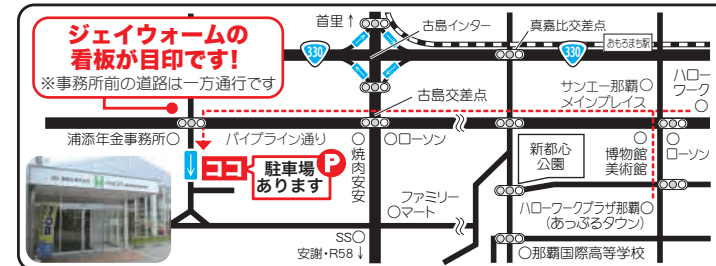 ジェイウォームの
看板が目印です!
※事務所前の道路は一方通行です
首里↑
古島インター
真嘉比交差点
330
330
おもろまち駅
ハロー
ワーク
サンエー那覇
メインプレイス
古島交差点
浦添年金事務所
パイプライン通り
焼肉安安
ローソン
新都心
公園
博物館
美術館
ローソン
ココ
駐車場
あります
P
ファミリー
マート
ハローワークプラザ那覇
(あっぷるタウン)
SS
安謝・R58↓
那覇国際高等学校